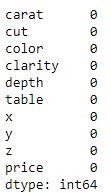 carat 0
cut 0
color 0
clarity 0
depth 0
table 0
x 0
y 0
z 0
price 0
dtype: int64